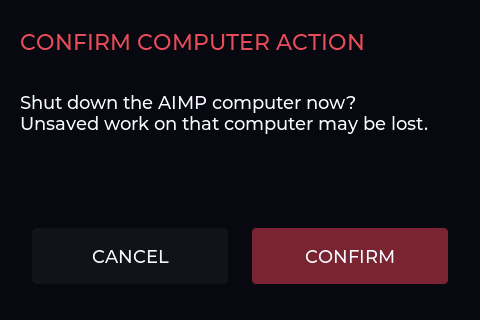 CONFIRM COMPUTER ACTION
Shut down the AIMP computer now?
Unsaved work on that computer may be lost.
CANCEL
CONFIRM